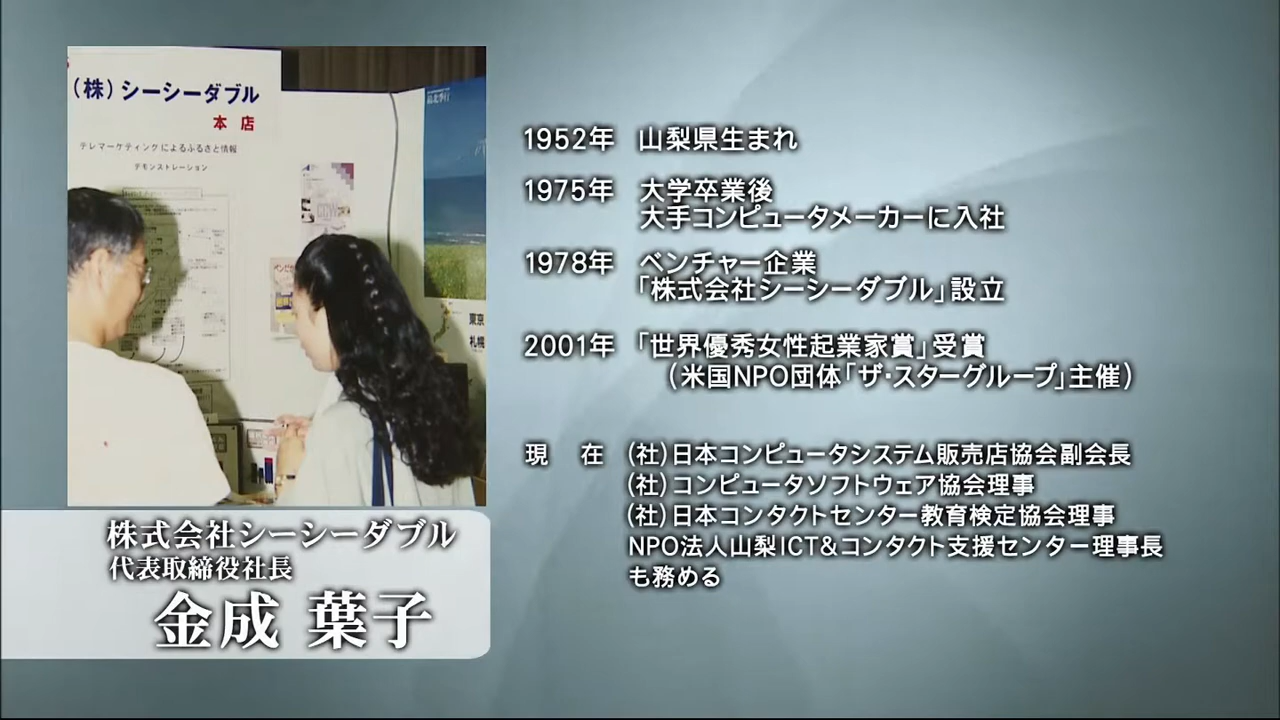 (株)シーシーダブル
本店
テレマーケティングによるふるさと情報
デモンストレーション
東京
札幌
株式会社シーシーダブル
代表取締役社長
金成 葉子
1952年 山梨県生まれ
1975年 大学卒業後
大手コンピュータメーカーに入社
1978年 ベンチャー企業
「株式会社シーシーダブル」設立
2001年 「世界優秀女性起業家賞」受賞
(米国NPO団体「ザ・スターグループ」主催)
現 在 (社)日本コンピュータシステム販売店協会副会長
(社)コンピュータソフトウェア協会理事
(社)日本コンタクトセンター教育検定協会理事
NPO法人山梨ICT&コンタクト支援センター理事長
も務める